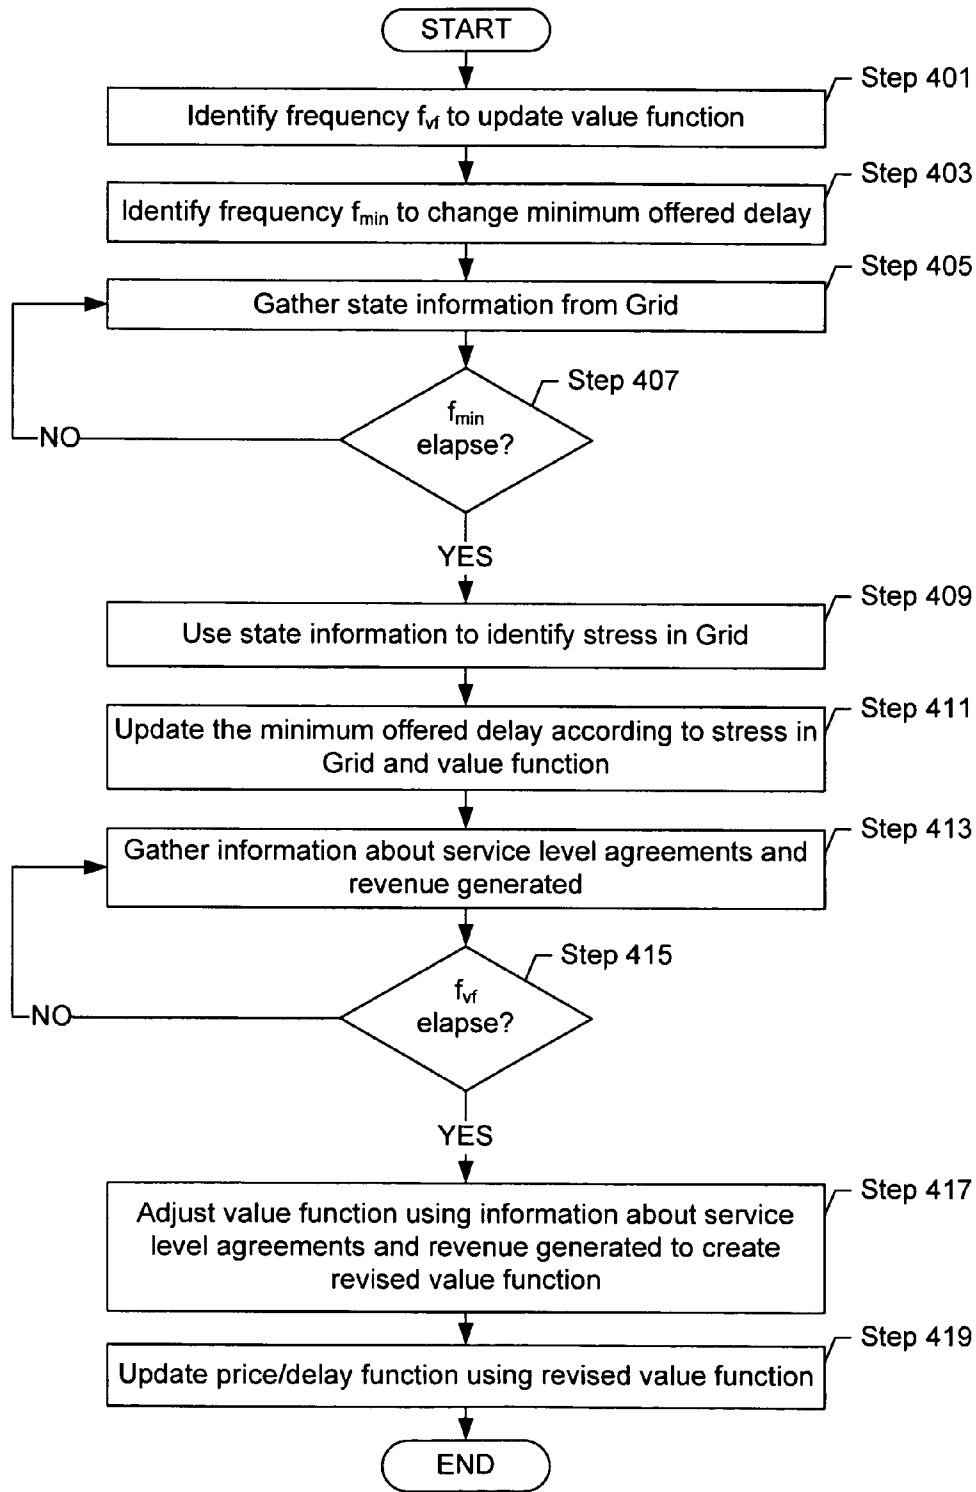 START
Step 401
Identify frequency f_vf to update value function
Step 403
Identify frequency f_min to change minimum offered delay
Step 405
Gather state information from Grid
Step 407
f_min
elapse?
NO
YES
Step 409
Use state information to identify stress in Grid
Step 411
Update the minimum offered delay according to stress in
Grid and value function
Step 413
Gather information about service level agreements and
revenue generated
Step 415
f_vf
elapse?
NO
YES
Step 417
Adjust value function using information about service
level agreements and revenue generated to create
revised value function
Step 419
Update price/delay function using revised value function
END